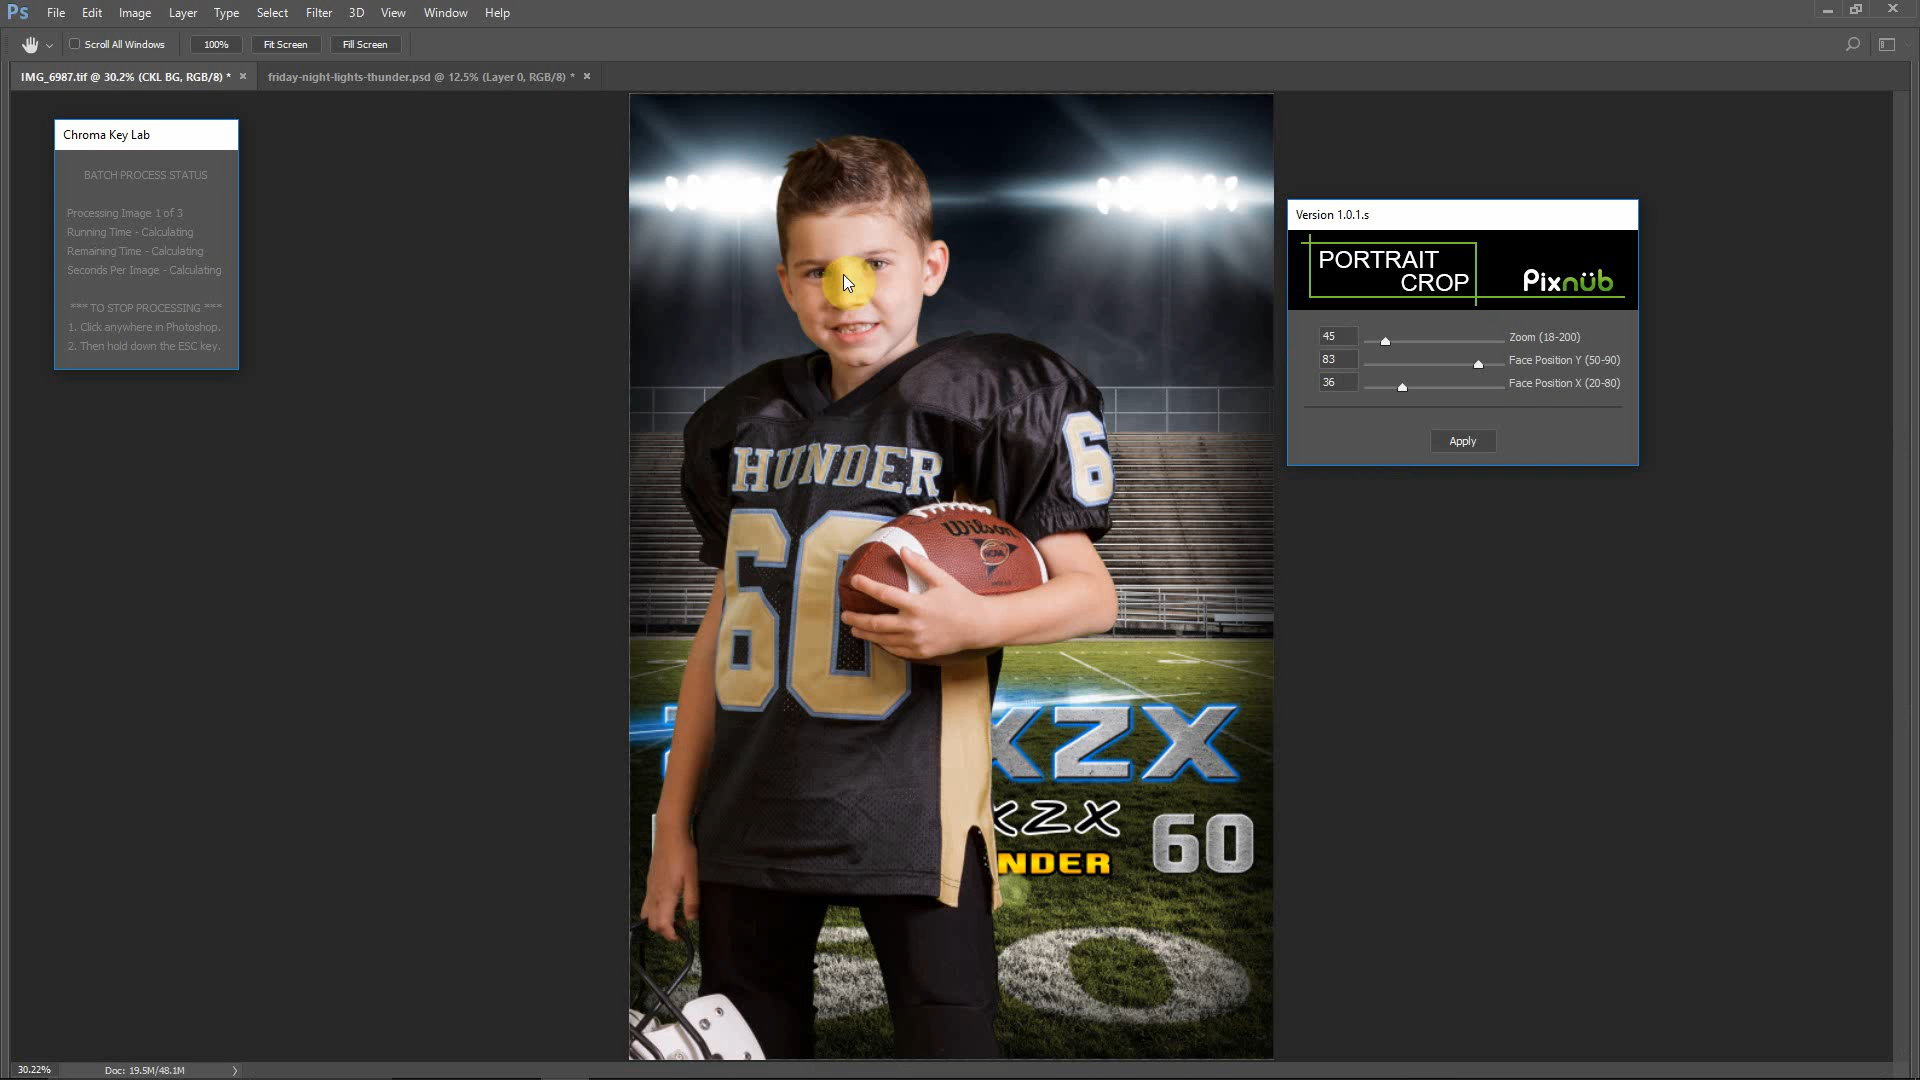 Ps File Edit Image Layer Type Select Filter 3D View Window Help
Scroll All Windows 100% Fit Screen Fill Screen
IMG_6987.tif @ 30.2% (CKL BG, RGB/8) * × friday-night-lights-thunder.psd @ 12.5% (Layer 0, RGB/8) * ×
Chroma Key Lab
BATCH PROCESS STATUS
Processing Image 1 of 3
Running Time - Calculating
Remaining Time - Calculating
Seconds Per Image - Calculating
*** TO STOP PROCESSING ***
1. Click anywhere in Photoshop.
2. Then hold down the ESC key.
HUNDER
60
6
Wilson
NCAA
XZX
XZX
NDER
60
Version 1.0.1.s
PORTRAIT
CROP
Pixnüb
45 Zoom (18-200)
83 Face Position Y (50-90)
36 Face Position X (20-80)
Apply
30.22% Doc: 19.5M/48.1M